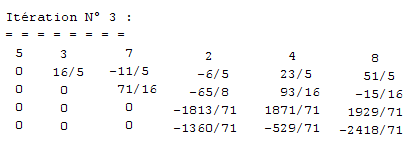 Itération N° 3 :
= = = = = = = =
5 3 7 2 4 8
0 16/5 -11/5 -6/5 23/5 51/5
0 0 71/16 -65/8 93/16 -15/16
0 0 0 -1813/71 1871/71 1929/71
0 0 0 -1360/71 -529/71 -2418/71